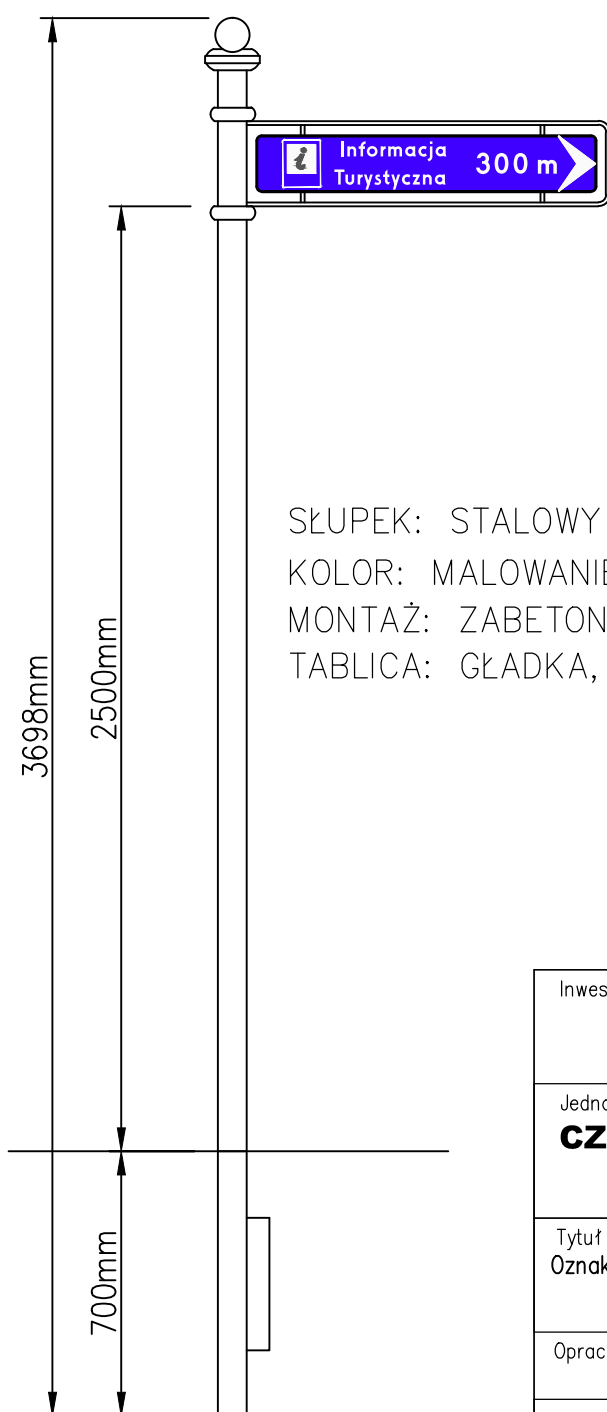 Informacja
Turystyczna
300 m
SŁUPEK: STALOWY
KOLOR: MALOWANIE
MONTAŻ: ZABETON
TABLICA: GŁADKA,
3698mm
2500mm
700mm
Inwes
Jedno
CZ
Tytuł
Oznak
Oprac